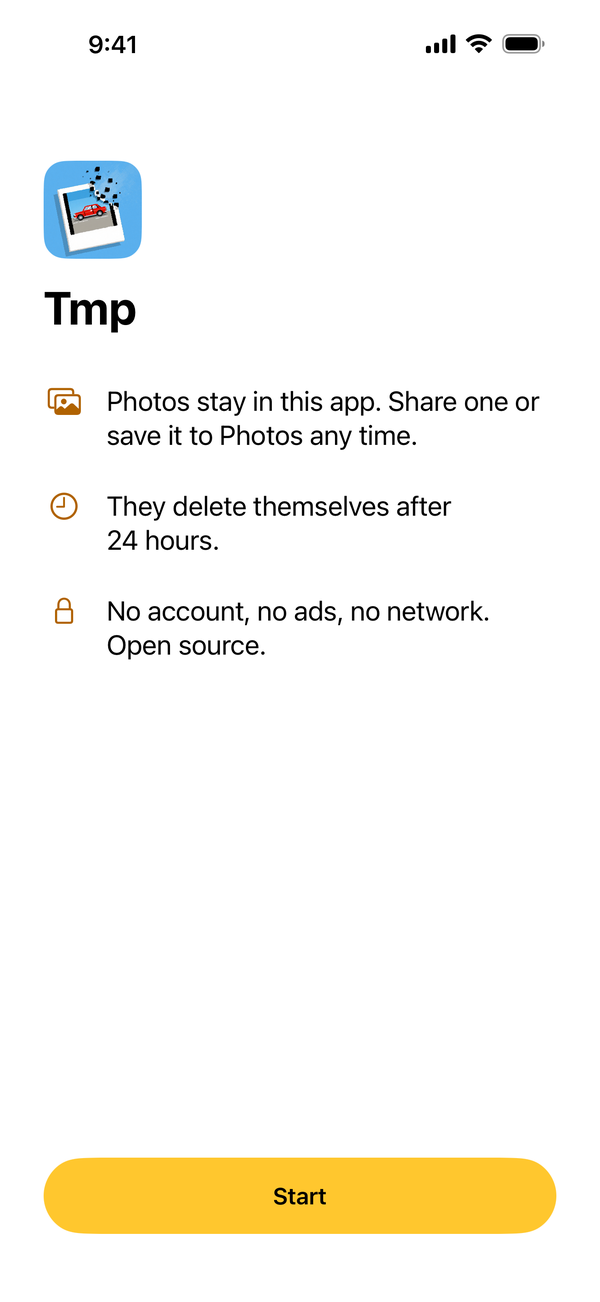 9:41
Tmp
Photos stay in this app. Share one or
save it to Photos any time.
They delete themselves after
24 hours.
No account, no ads, no network.
Open source.
Start